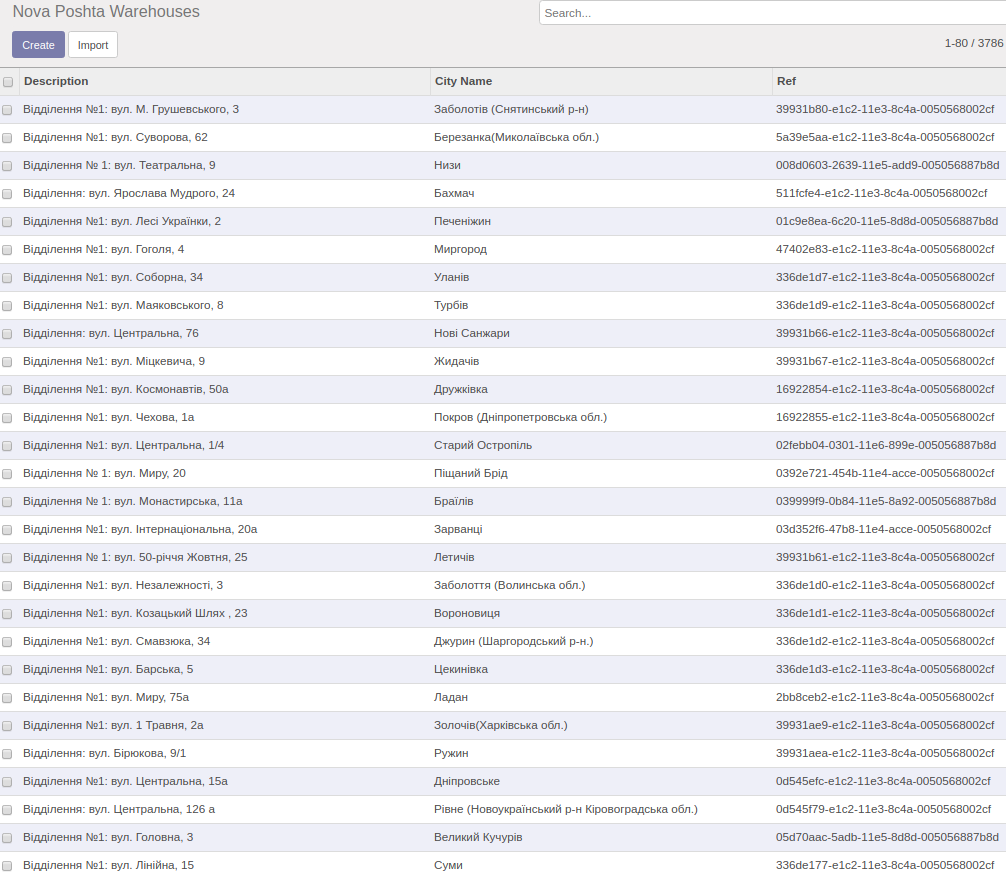 Nova Poshta Warehouses
Search...
Create Import 1-80 / 3786
Description City Name Ref
Відділення №1: вул. М. Грушевського, 3 Заболотів (Снятинський р-н) 39931b80-e1c2-11e3-8c4a-0050568002cf
Відділення №1: вул. Суворова, 62 Березанка(Миколаївська обл.) 5a39e5aa-e1c2-11e3-8c4a-0050568002cf
Відділення № 1: вул. Театральна, 9 Низи 008d0603-2639-11e5-add9-005056887b8d
Відділення: вул. Ярослава Мудрого, 24 Бахмач 511fcfe4-e1c2-11e3-8c4a-0050568002cf
Відділення №1: вул. Лесі Українки, 2 Печеніжин 01c9e8ea-6c20-11e5-8d8d-005056887b8d
Відділення №1: вул. Гоголя, 4 Миргород 47402e83-e1c2-11e3-8c4a-0050568002cf
Відділення №1: вул. Соборна, 34 Уланів 336de1d7-e1c2-11e3-8c4a-0050568002cf
Відділення №1: вул. Маяковського, 8 Турбів 336de1d9-e1c2-11e3-8c4a-0050568002cf
Відділення: вул. Центральна, 76 Нові Санжари 39931b66-e1c2-11e3-8c4a-0050568002cf
Відділення №1: вул. Міцкевича, 9 Жидачів 39931b67-e1c2-11e3-8c4a-0050568002cf
Відділення №1: вул. Космонавтів, 50а Дружківка 16922854-e1c2-11e3-8c4a-0050568002cf
Відділення №1: вул. Чехова, 1а Покров (Дніпропетровська обл.) 16922855-e1c2-11e3-8c4a-0050568002cf
Відділення №1: вул. Центральна, 1/4 Старий Остропіль 02febb04-0301-11e6-899e-005056887b8d
Відділення № 1: вул. Миру, 20 Піщаний Брід 0392e721-454b-11e4-acce-0050568002cf
Відділення № 1: вул. Монастирська, 11а Браїлів 039999f9-0b84-11e5-8a92-005056887b8d
Відділення №1: вул. Інтернаціональна, 20а Зарванці 03d352f6-47b8-11e4-acce-0050568002cf
Відділення № 1: вул. 50-річчя Жовтня, 25 Летичів 39931b61-e1c2-11e3-8c4a-0050568002cf
Відділення №1: вул. Незалежності, 3 Заболоття (Волинська обл.) 336de1d0-e1c2-11e3-8c4a-0050568002cf
Відділення №1: вул. Козацький Шлях , 23 Вороновиця 336de1d1-e1c2-11e3-8c4a-0050568002cf
Відділення №1: вул. Смавзюка, 34 Джурин (Шаргородський р-н.) 336de1d2-e1c2-11e3-8c4a-0050568002cf
Відділення №1: вул. Барська, 5 Цекинівка 336de1d3-e1c2-11e3-8c4a-0050568002cf
Відділення №1: вул. Миру, 75а Ладан 2bb8ceb2-e1c2-11e3-8c4a-0050568002cf
Відділення №1: вул. 1 Травня, 2а Золочів(Харківська обл.) 39931ae9-e1c2-11e3-8c4a-0050568002cf
Відділення: вул. Бірюкова, 9/1 Ружин 39931aea-e1c2-11e3-8c4a-0050568002cf
Відділення №1: вул. Центральна, 15а Дніпровське 0d545efc-e1c2-11e3-8c4a-0050568002cf
Відділення: вул. Центральна, 126 а Рівне (Новоукраїнський р-н Кіровоградська обл.) 0d545f79-e1c2-11e3-8c4a-0050568002cf
Відділення №1: вул. Головна, 3 Великий Кучурів 05d70aac-5adb-11e5-8d8d-005056887b8d
Відділення №1: вул. Лінійна, 15 Суми 336de177-e1c2-11e3-8c4a-0050568002cf